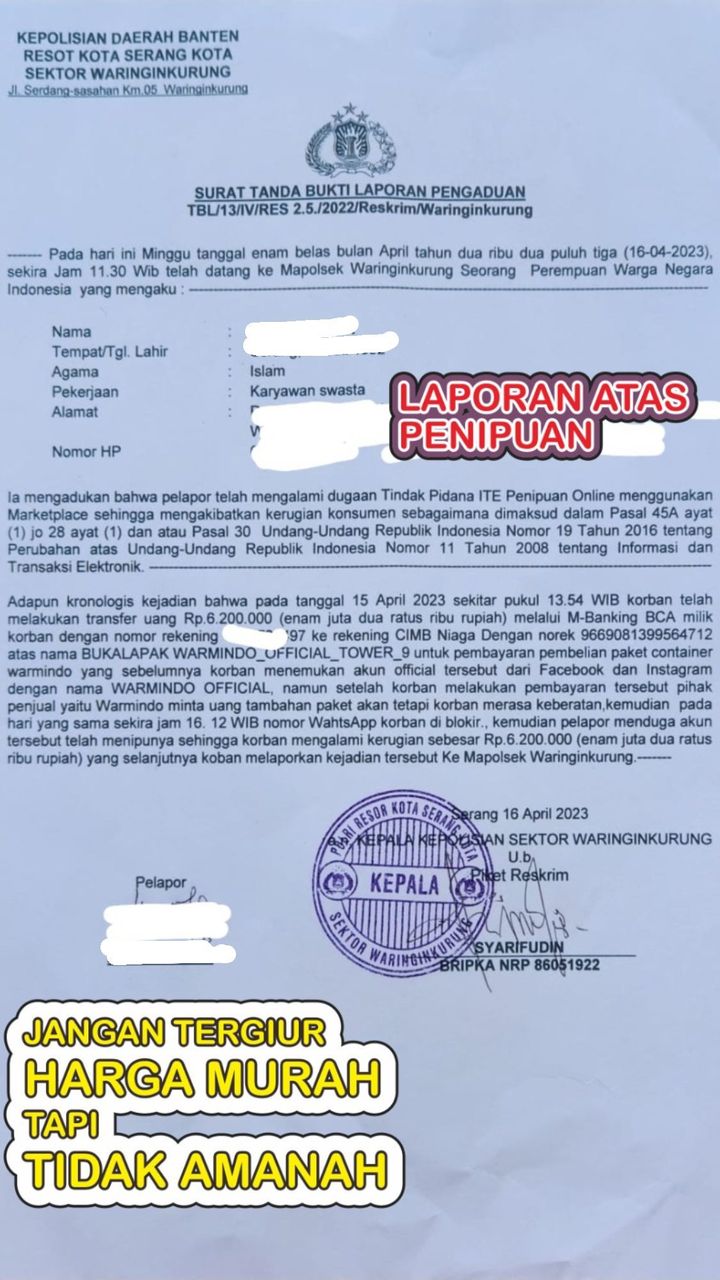 KEPOLISIAN DAERAH BANTEN
RESOT KOTA SERANG KOTA
SEKTOR WARINGINKURUNG
Jl. Serdang-sasahan Km.05 Waringinkurung
SURAT TANDA BUKTI LAPORAN PENGADUAN
TBL/13/IV/RES 2.5./2022/Reskrim/Waringinkurung
------- Pada hari ini Minggu tanggal enam belas bulan April tahun dua ribu dua puluh tiga (16-04-2023),
sekira Jam 11.30 Wib telah datang ke Mapolsek Waringinkurung Seorang Perempuan Warga Negara
Indonesia yang mengaku : -------
Nama :
Tempat/Tgl. Lahir :
Agama : Islam
Pekerjaan : Karyawan swasta
Alamat :
Nomor HP
LAPORAN ATAS
PENIPUAN
Ia mengadukan bahwa pelapor telah mengalami dugaan Tindak Pidana ITE Penipuan Online menggunakan
Marketplace sehingga mengakibatkan kerugian konsumen sebagaimana dimaksud dalam Pasal 45A ayat
(1) jo 28 ayat (1) dan atau Pasal 30 Undang-Undang Republik Indonesia Nomor 19 Tahun 2016 tentang
Perubahan atas Undang-Undang Republik Indonesia Nomor 11 Tahun 2008 tentang Informasi dan
Transaksi Elektronik. -------
Adapun kronologis kejadian bahwa pada tanggal 15 April 2023 sekitar pukul 13.54 WIB korban telah
melakukan transfer uang Rp.6.200.000 (enam juta dua ratus ribu rupiah) melalui M-Banking BCA milik
korban dengan nomor rekening 97 ke rekening CIMB Niaga Dengan norek 9669081399564712
atas nama BUKALAPAK WARMINDO_OFFICIAL_TOWER_9 untuk pembayaran pembelian paket container
warmindo yang sebelumnya korban menemukan akun official tersebut dari Facebook dan Instagram
dengan nama WARMINDO OFFICIAL, namun setelah korban melakukan pembayaran tersebut pihak
penjual yaitu Warmindo minta uang tambahan paket akan tetapi korban merasa keberatan,kemudian pada
hari yang sama sekira jam 16. 12 WIB nomor WahtsApp korban di blokir., kemudian pelapor menduga akun
tersebut telah menipunya sehingga korban mengalami kerugian sebesar Rp.6.200.000 (enam juta dua ratus
ribu rupiah) yang selanjutnya koban melaporkan kejadian tersebut Ke Mapolsek Waringinkurung.-------
Serang 16 April 2023
KEPALA KEPOLISIAN SEKTOR WARINGINKURUNG
U.b
Piket Reskrim
Pelapor
POLRI RESOR KOTA SERANG KOTA
KEPALA
SEKTOR WARINGINKURUNG
SYARIFUDIN
BRIPKA NRP 86051922
JANGAN TERGIUR
HARGA MURAH
TAPI
TIDAK AMANAH